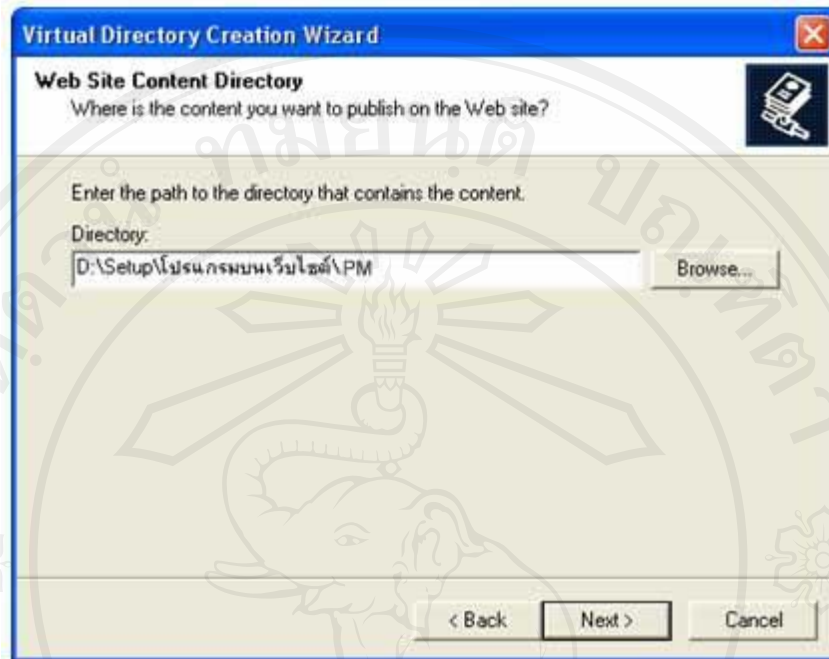 Virtual Directory Creation Wizard
Web Site Content Directory
Where is the content you want to publish on the Web site?
Enter the path to the directory that contains the content.
Directory:
D:\Setup\โปรแกรมบนเว็บไซต์\PM
Browse...
< Back
Next >
Cancel